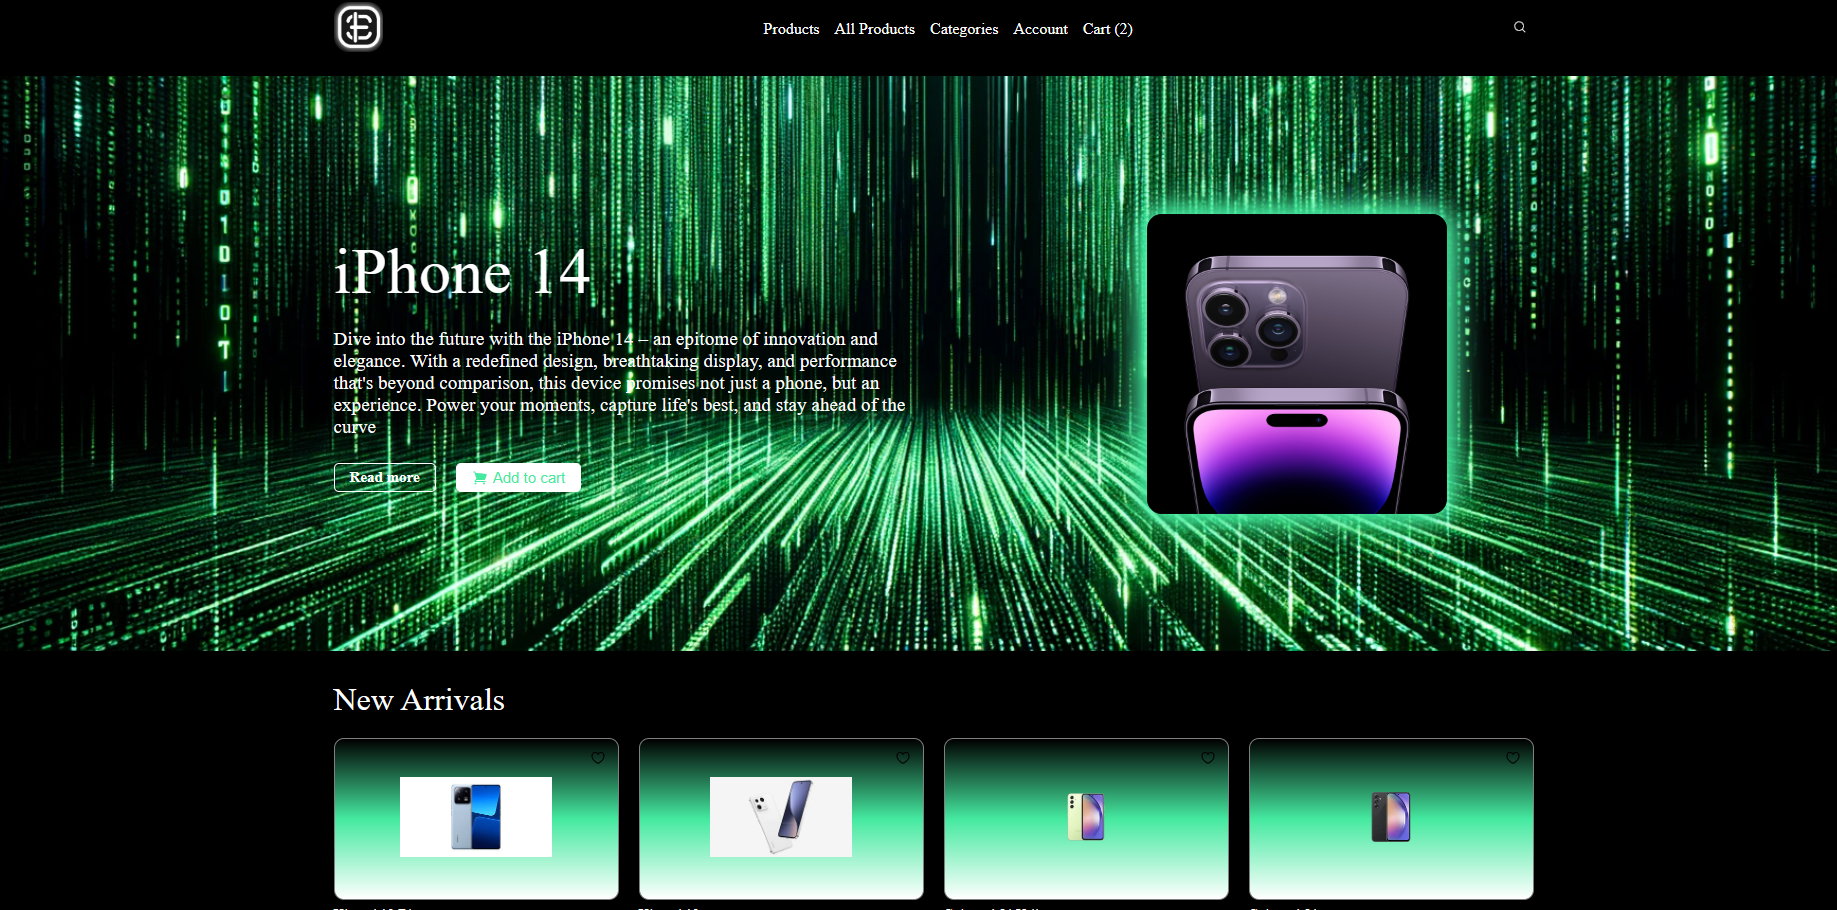 Products All Products Categories Account Cart (2)
iPhone 14
Dive into the future with the iPhone 14 – an epitome of innovation and
elegance. With a redefined design, breathtaking display, and performance
that's beyond comparison, this device promises not just a phone, but an
experience. Power your moments, capture life's best, and stay ahead of the
curve
Read more Add to cart
New Arrivals